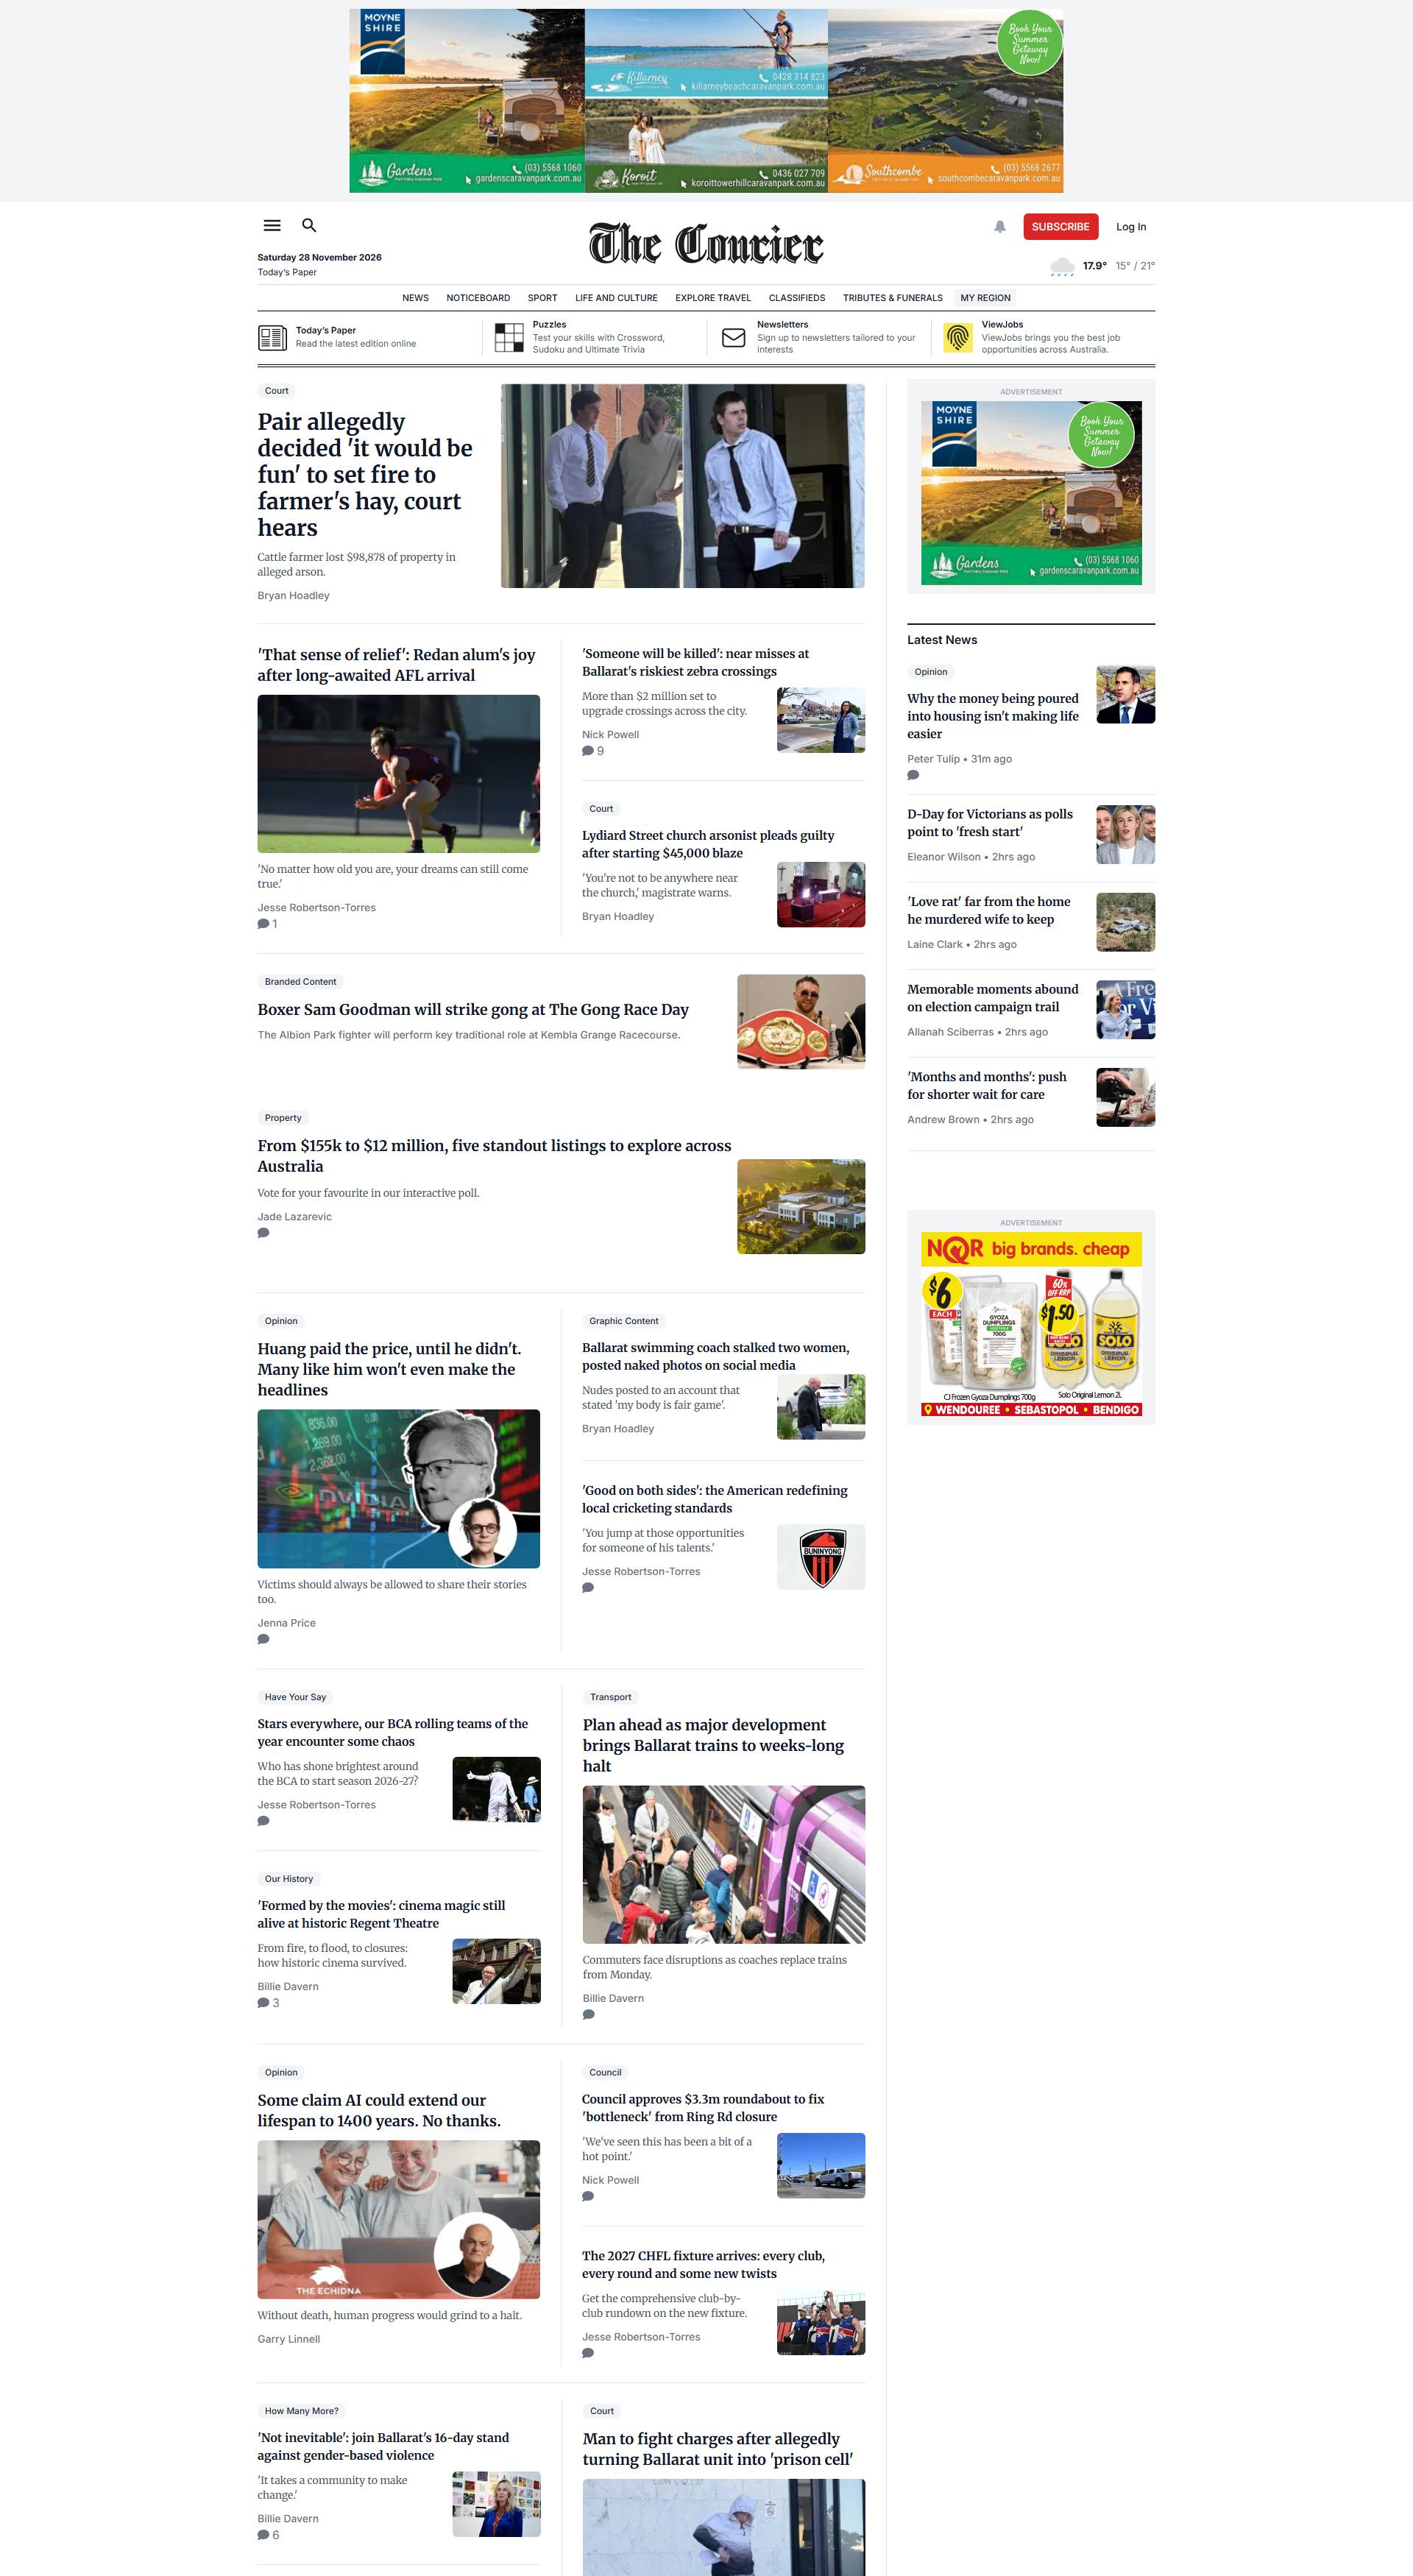 MOYNE
SHIRE
Book Your
Summer
Getaway
Now!
Killarney
0428 314 823
killarneybeachcaravanpark.com.au
Gardens
(03) 5568 1060
gardenscaravanpark.com.au
Koroit
0436 027 709
koroittowerhillcaravanpark.com.au
Southcombe
(03) 5568 2677
southcombecaravanpark.com.au
The Courier
SUBSCRIBE
Log In
Saturday 28 November 2026
Today's Paper
17.9° 15° / 21°
NEWS NOTICEBOARD SPORT LIFE AND CULTURE EXPLORE TRAVEL CLASSIFIEDS TRIBUTES & FUNERALS MY REGION
Today's Paper
Read the latest edition online
Puzzles
Test your skills with Crossword,
Sudoku and Ultimate Trivia
Newsletters
Sign up to newsletters tailored to your
interests
ViewJobs
ViewJobs brings you the best job
opportunities across Australia.
Court
Pair allegedly
decided 'it would be
fun' to set fire to
farmer's hay, court
hears
Cattle farmer lost $98,878 of property in
alleged arson.
Bryan Hoadley
'That sense of relief': Redan alum's joy
after long-awaited AFL arrival
'No matter how old you are, your dreams can still come
true.'
Jesse Robertson-Torres
1
'Someone will be killed': near misses at
Ballarat's riskiest zebra crossings
More than $2 million set to
upgrade crossings across the city.
Nick Powell
9
Court
Lydiard Street church arsonist pleads guilty
after starting $45,000 blaze
'You're not to be anywhere near
the church,' magistrate warns.
Bryan Hoadley
Branded Content
Boxer Sam Goodman will strike gong at The Gong Race Day
The Albion Park fighter will perform key traditional role at Kembla Grange Racecourse.
Property
From $155k to $12 million, five standout listings to explore across
Australia
Vote for your favourite in our interactive poll.
Jade Lazarevic
Opinion
Huang paid the price, until he didn't.
Many like him won't even make the
headlines
836.00
1,269.00
2,362.00
NVIDIA
Victims should always be allowed to share their stories
too.
Jenna Price
Graphic Content
Ballarat swimming coach stalked two women,
posted naked photos on social media
Nudes posted to an account that
stated 'my body is fair game'.
Bryan Hoadley
'Good on both sides': the American redefining
local cricketing standards
'You jump at those opportunities
for someone of his talents.'
Jesse Robertson-Torres
BUNINYONG
Have Your Say
Stars everywhere, our BCA rolling teams of the
year encounter some chaos
Who has shone brightest around
the BCA to start season 2026-27?
Jesse Robertson-Torres
Our History
'Formed by the movies': cinema magic still
alive at historic Regent Theatre
From fire, to flood, to closures:
how historic cinema survived.
Billie Davern
3
Transport
Plan ahead as major development
brings Ballarat trains to weeks-long
halt
Commuters face disruptions as coaches replace trains
from Monday.
Billie Davern
Opinion
Some claim AI could extend our
lifespan to 1400 years. No thanks.
THE ECHIDNA
Without death, human progress would grind to a halt.
Garry Linnell
Council
Council approves $3.3m roundabout to fix
'bottleneck' from Ring Rd closure
'We've seen this has been a bit of a
hot point.'
Nick Powell
The 2027 CHFL fixture arrives: every club,
every round and some new twists
Get the comprehensive club-by-
club rundown on the new fixture.
Jesse Robertson-Torres
How Many More?
'Not inevitable': join Ballarat's 16-day stand
against gender-based violence
'It takes a community to make
change.'
Billie Davern
6
Court
Man to fight charges after allegedly
turning Ballarat unit into 'prison cell'
ADVERTISEMENT
MOYNE
SHIRE
Book Your
Summer
Getaway
Now!
Gardens
(03) 5568 1060
gardenscaravanpark.com.au
Latest News
Opinion
Why the money being poured
into housing isn't making life
easier
Peter Tulip • 31m ago
D-Day for Victorians as polls
point to 'fresh start'
Eleanor Wilson • 2hrs ago
'Love rat' far from the home
he murdered wife to keep
Laine Clark • 2hrs ago
Memorable moments abound
on election campaign trail
Allanah Sciberras • 2hrs ago
'Months and months': push
for shorter wait for care
Andrew Brown • 2hrs ago
ADVERTISEMENT
NQR big brands. cheap
$6
EACH
GYOZA
DUMPLINGS
700G
60%
OFF RRP
$1.50
SOLO
ORIGINAL
LEMON
CJ Frozen Gyoza Dumplings 700g
Solo Original Lemon 2L
WENDOUREE • SEBASTOPOL • BENDIGO